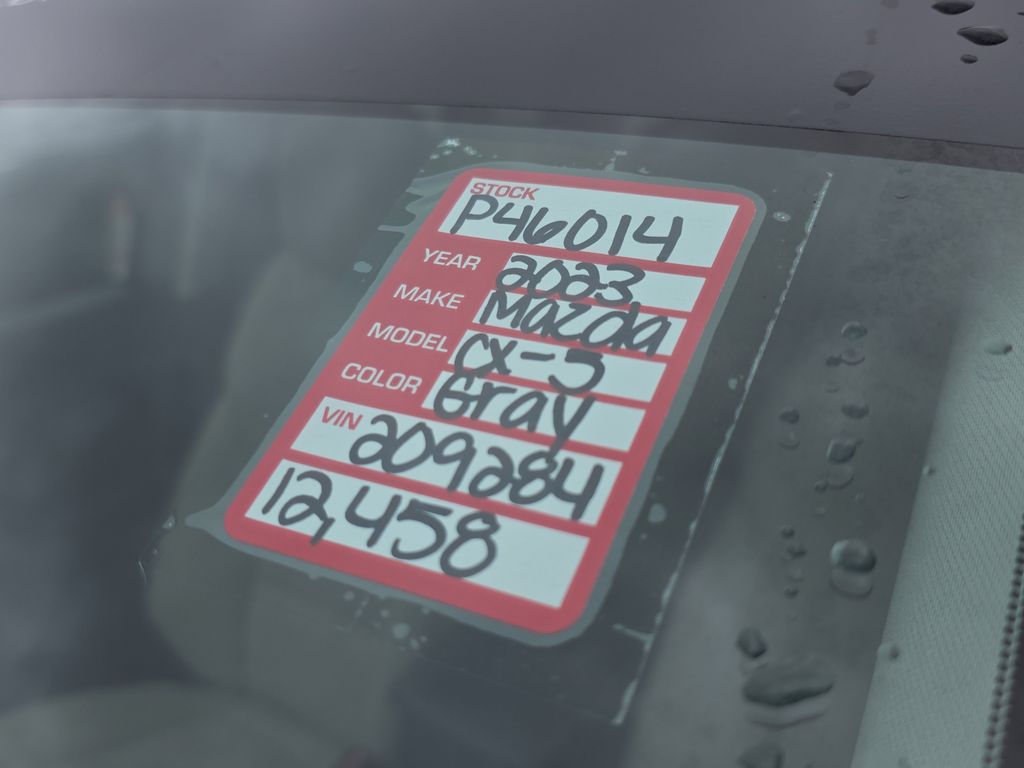 STOCK
P46014
YEAR 2023
MAKE Mazda
MODEL CX-5
COLOR Gray
VIN 209284
12,458